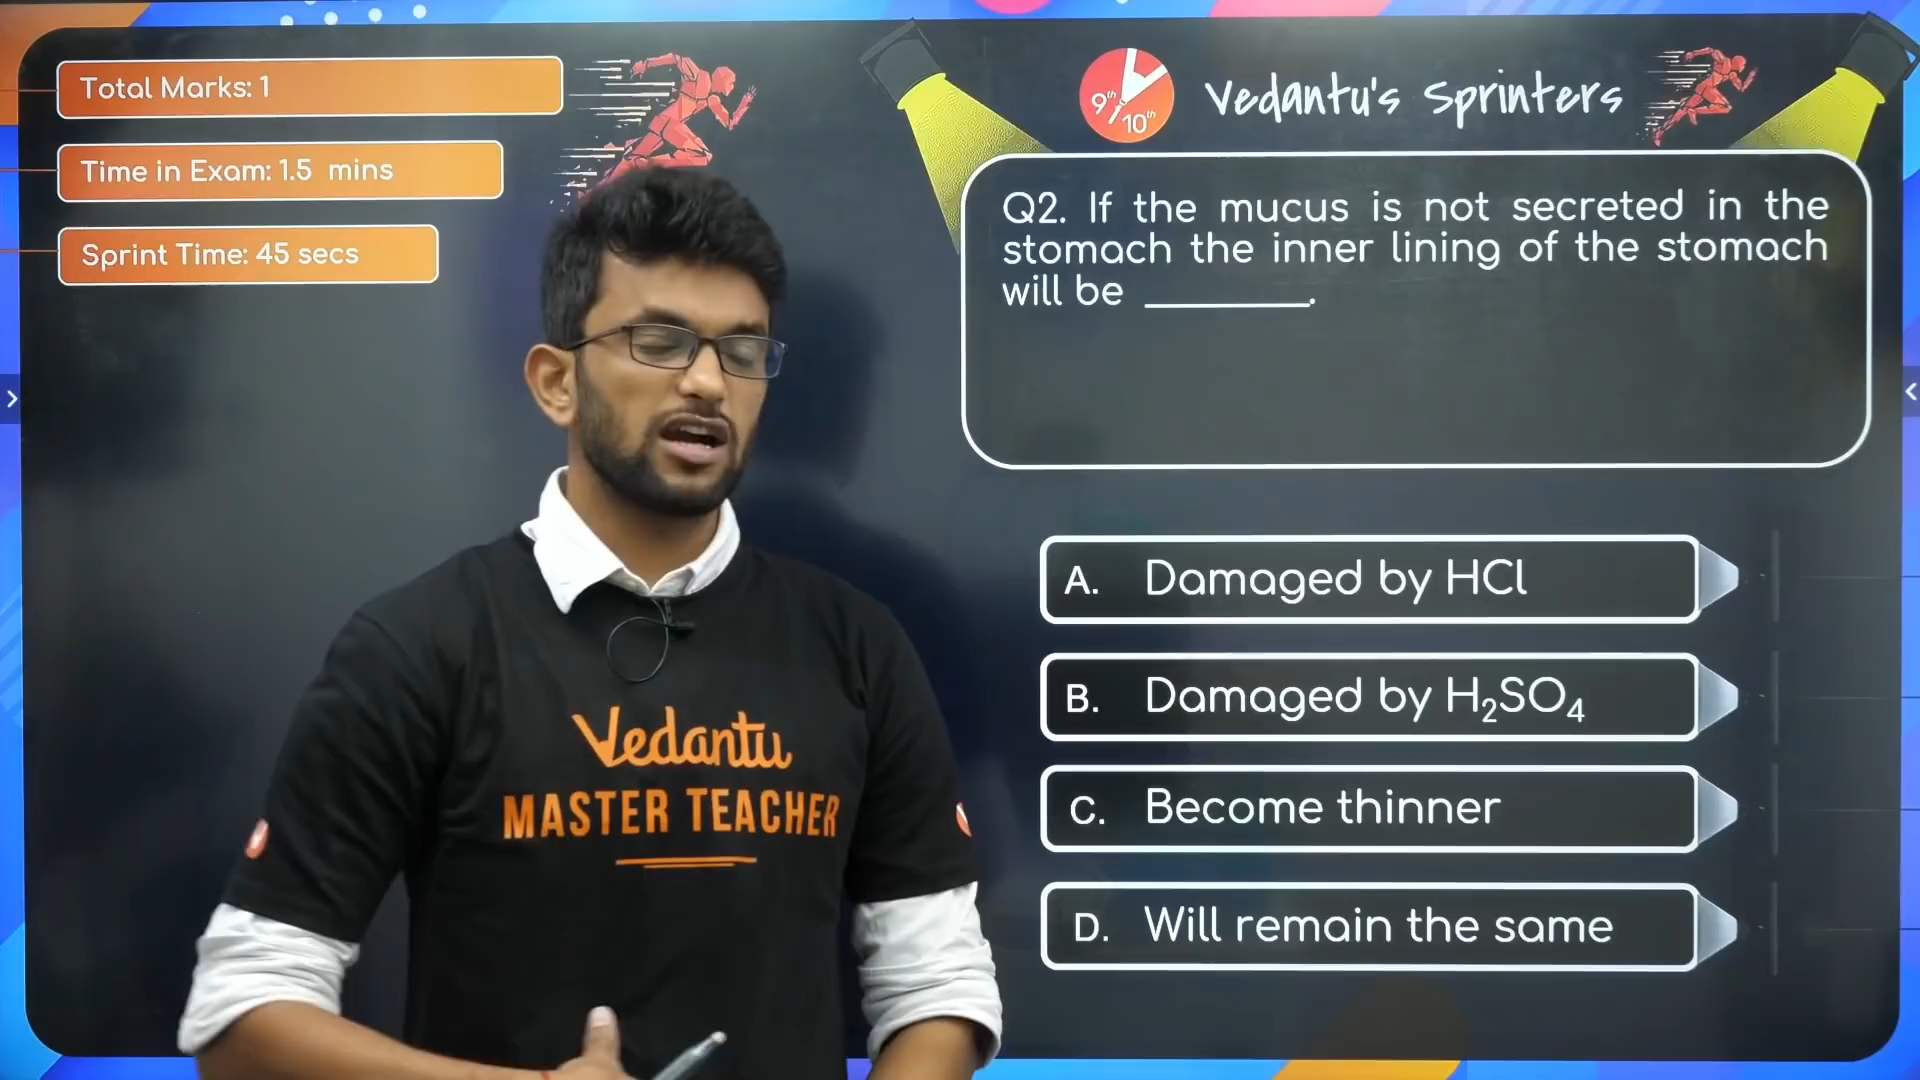 Total Marks: 1
Time in Exam: 1.5 mins
Sprint Time: 45 secs
9th
10th
Vedantu's Sprinters
Q2. If the mucus is not secreted in the
stomach the inner lining of the stomach
will be ________.
A. Damaged by HCl
B. Damaged by H₂SO₄
C. Become thinner
D. Will remain the same
Vedantu
MASTER TEACHER